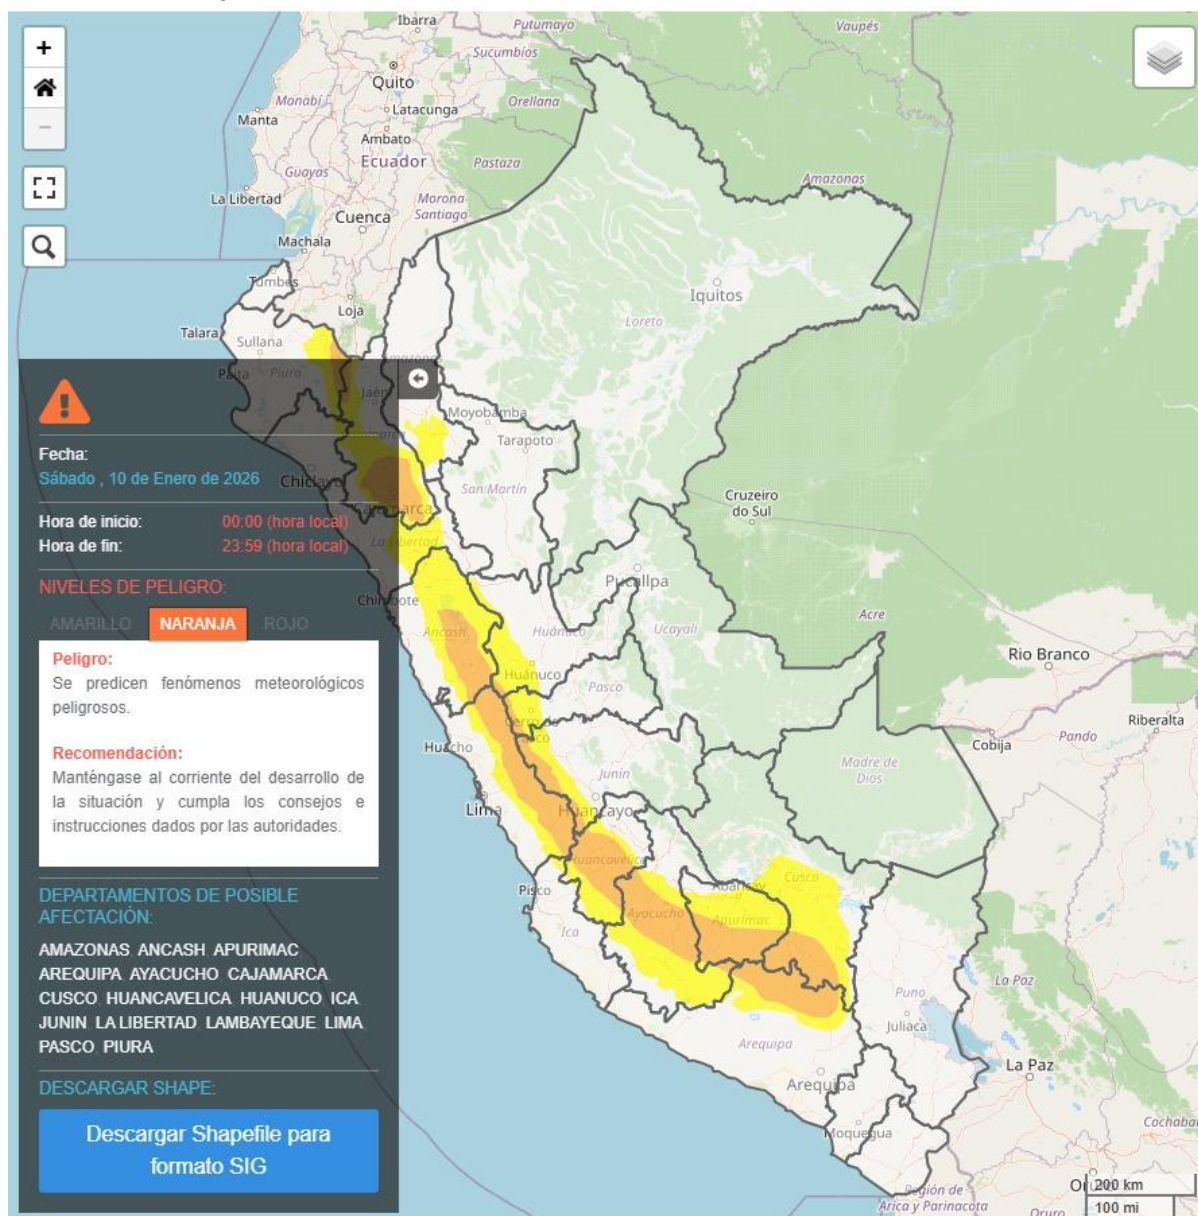 +
−
Ibarra
Putumayo
Vaupés
Sucumbíos
Quito
Orellana
Manabí
Latacunga
Manta
Ambato
Ecuador
Pastaza
Guayas
Amazonas
La Libertad
Morona
Santiago
Cuenca
Machala
Tumbes
Loja
Iquitos
Loreto
Talara
Sullana
Paita
Piura
Jaén
Moyobamba
Tarapoto
San Martín
Chiclayo
Cajamarca
La Libertad
Cruzeiro
do Sul
Pucallpa
Chimbote
Acre
Ancash
Huánuco
Ucayali
Rio Branco
Huánuco
Pasco
Riberalta
Cobija
Pando
Huacho
Madre de
Dios
Junín
Lima
Huancayo
Huancavelica
Pisco
Abancay
Cusco
Ica
Ayacucho
Apurímac
La Paz
Puno
Juliaca
Arequipa
La Paz
Arequipa
Moquegua
Cochaba
Región de
Arica y Parinacota
Oruro
200 km
100 mi
Fecha:
Sábado , 10 de Enero de 2026
Hora de inicio: 00:00 (hora local)
Hora de fin: 23:59 (hora local)
NIVELES DE PELIGRO:
AMARILLO NARANJA ROJO
Peligro:
Se predicen fenómenos meteorológicos
peligrosos.
Recomendación:
Manténgase al corriente del desarrollo de
la situación y cumpla los consejos e
instrucciones dados por las autoridades.
DEPARTAMENTOS DE POSIBLE
AFECTACIÓN:
AMAZONAS ANCASH APURIMAC
AREQUIPA AYACUCHO CAJAMARCA
CUSCO HUANCAVELICA HUANUCO ICA
JUNIN LA LIBERTAD LAMBAYEQUE LIMA
PASCO PIURA
DESCARGAR SHAPE:
Descargar Shapefile para
formato SIG